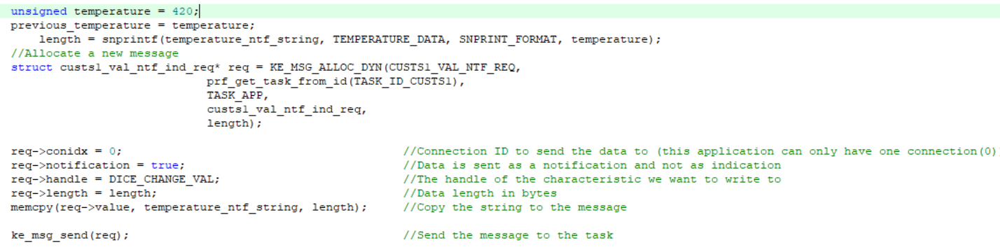 unsigned temperature = 420;
previous_temperature = temperature;
length = snprintf(temperature_ntf_string, TEMPERATURE_DATA, SNPRINT_FORMAT, temperature);
//Allocate a new message
struct custs1_val_ntf_ind_req* req = KE_MSG_ALLOC_DYN(CUSTS1_VAL_NTF_REQ,
prf_get_task_from_id(TASK_ID_CUSTS1),
TASK_APP,
custs1_val_ntf_ind_req,
length);
req->conidx = 0; //Connection ID to send the data to (this application can only have one connection(0)
req->notification = true; //Data is sent as a notification and not as indication
req->handle = DICE_CHANGE_VAL; //The handle of the characteristic we want to write to
req->length = length; //Data length in bytes
memcpy(req->value, temperature_ntf_string, length); //Copy the string to the message
ke_msg_send(req); //Send the message to the task